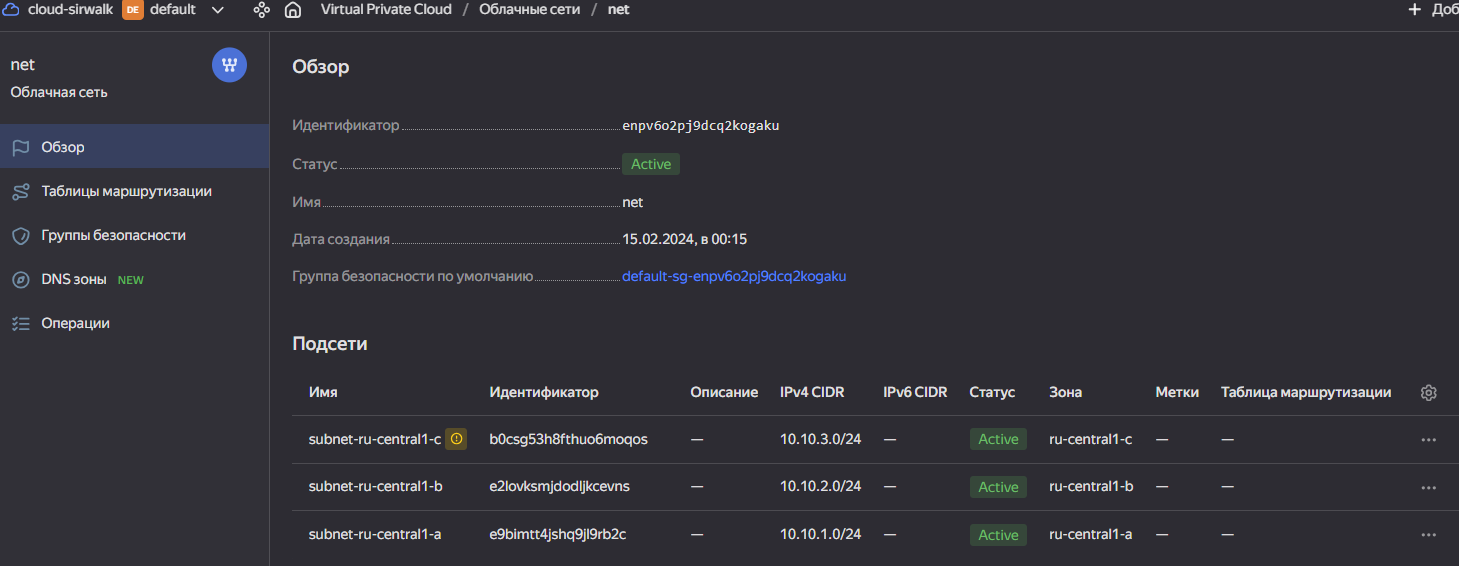 cloud-sirwalk DE default Virtual Private Cloud / Облачные сети / net + Доб
net
Облачная сеть
Обзор
Таблицы маршрутизации
Группы безопасности
DNS зоны NEW
Операции
Обзор
Идентификатор enpv6o2pj9dcq2kogaku
Статус Active
Имя net
Дата создания 15.02.2024, в 00:15
Группа безопасности по умолчанию default-sg-enpv6o2pj9dcq2kogaku
Подсети
Имя Идентификатор Описание IPv4 CIDR IPv6 CIDR Статус Зона Метки Таблица маршрутизации
subnet-ru-central1-c b0csg53h8fthuo6moqos — 10.10.3.0/24 — Active ru-central1-c — —
subnet-ru-central1-b e2lovksmjdodljkcevns — 10.10.2.0/24 — Active ru-central1-b — —
subnet-ru-central1-a e9bimtt4jshq9jl9rb2c — 10.10.1.0/24 — Active ru-central1-a — —